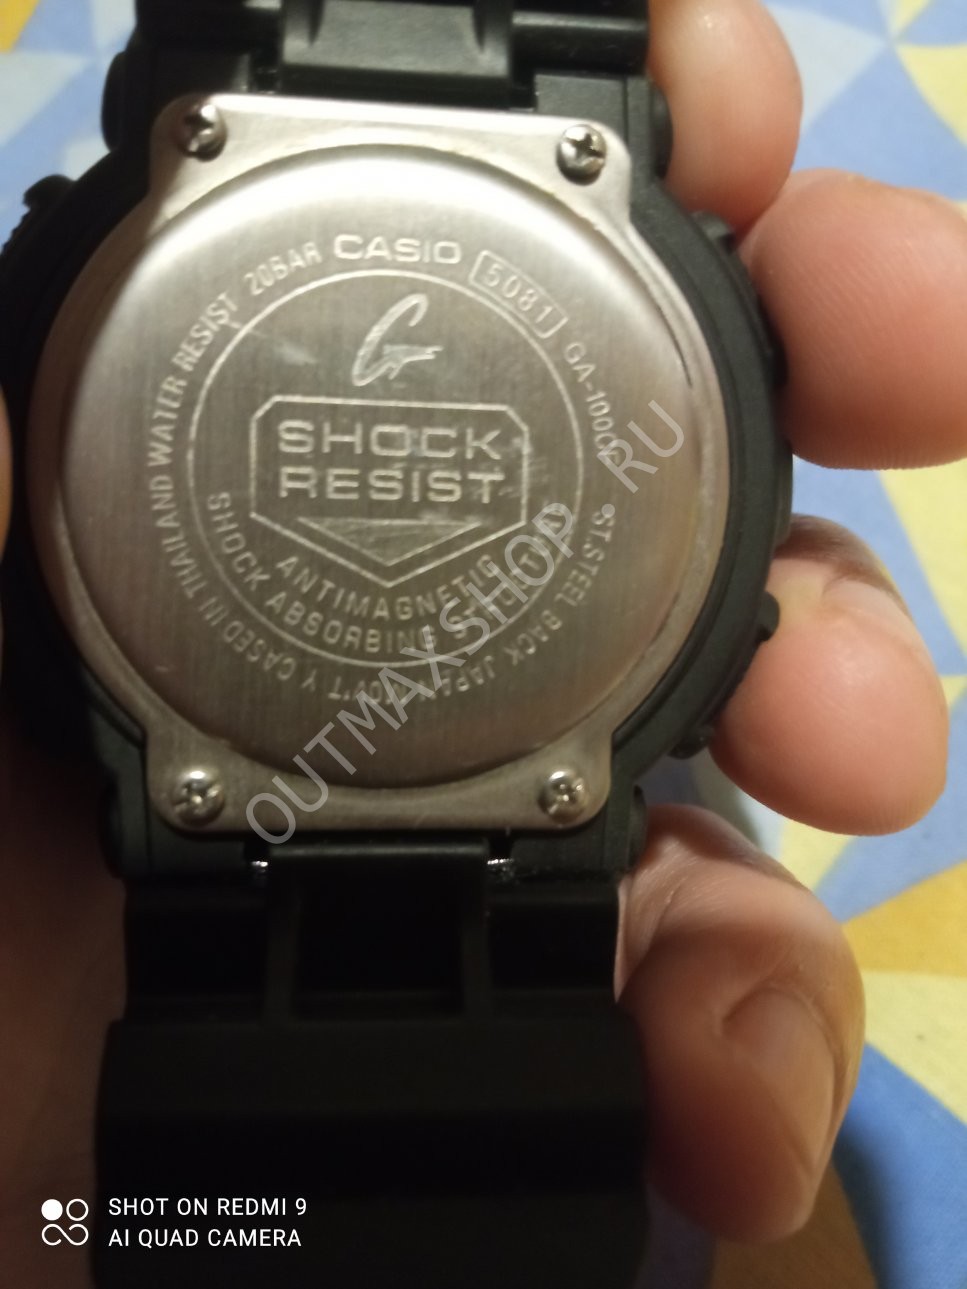 CASIO
5081
GA-100C
ST.STEEL BACK JAPAN MOV'T Y CASED IN THAILAND WATER RESIST 20BAR
G
SHOCK
RESIST
ANTIMAGNETIC
SHOCK ABSORBING
OUTMAXSHOP RU
SHOT ON REDMI 9
AI QUAD CAMERA